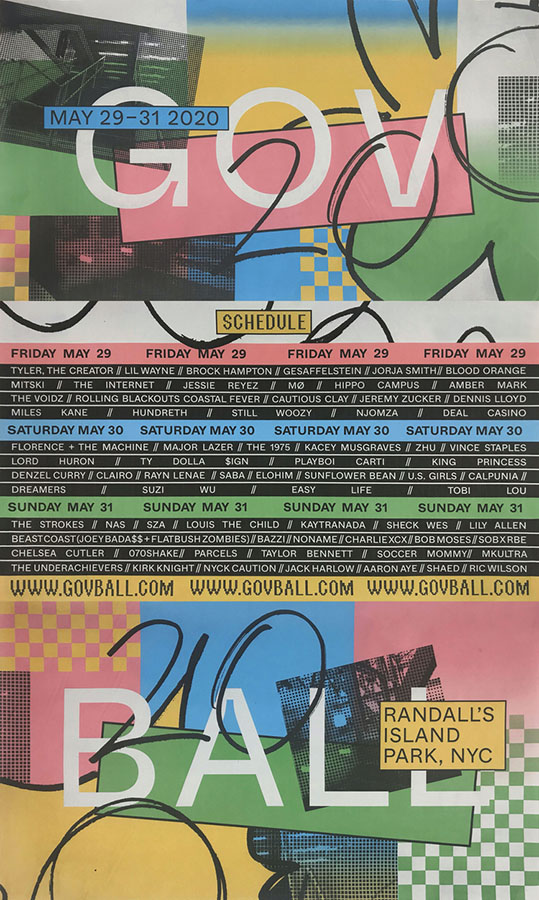 MAY 29–31 2020
GOV
20
SCHEDULE
FRIDAY MAY 29 FRIDAY MAY 29 FRIDAY MAY 29 FRIDAY MAY 29
TYLER, THE CREATOR // LIL WAYNE // BROCK HAMPTON // GESAFFELSTEIN // JORJA SMITH // BLOOD ORANGE
MITSKI // THE INTERNET // JESSIE REYEZ // MØ // HIPPO CAMPUS // AMBER MARK
THE VOIDZ // ROLLING BLACKOUTS COASTAL FEVER // CAUTIOUS CLAY // JEREMY ZUCKER // DENNIS LLOYD
MILES KANE // HUNDRETH // STILL WOOZY // NJOMZA // DEAL CASINO
SATURDAY MAY 30 SATURDAY MAY 30 SATURDAY MAY 30 SATURDAY MAY 30
FLORENCE + THE MACHINE // MAJOR LAZER // THE 1975 // KACEY MUSGRAVES // ZHU // VINCE STAPLES
LORD HURON // TY DOLLA $IGN // PLAYBOI CARTI // KING PRINCESS
DENZEL CURRY // CLAIRO // RAYN LENAE // SABA // ELOHIM // SUNFLOWER BEAN // U.S. GIRLS // CALPUNIA //
DREAMERS // SUZI WU // EASY LIFE // TOBI LOU
SUNDAY MAY 31 SUNDAY MAY 31 SUNDAY MAY 31 SUNDAY MAY 31
THE STROKES // NAS // SZA // LOUIS THE CHILD // KAYTRANADA // SHECK WES // LILY ALLEN
BEAST COAST (JOEY BADA$$ + FLATBUSH ZOMBIES) // BAZZI // NONAME // CHARLIE XCX // BOB MOSES // SOB X RBE
CHELSEA CUTLER // 070SHAKE // PARCELS // TAYLOR BENNETT // SOCCER MOMMY // MKULTRA
THE UNDERACHIEVERS // KIRK KNIGHT // NYCK CAUTION // JACK HARLOW // AARON AYE // SHAED // RIC WILSON
WWW.GOVBALL.COM WWW.GOVBALL.COM WWW.GOVBALL.COM
BALL
RANDALL'S
ISLAND
PARK, NYC